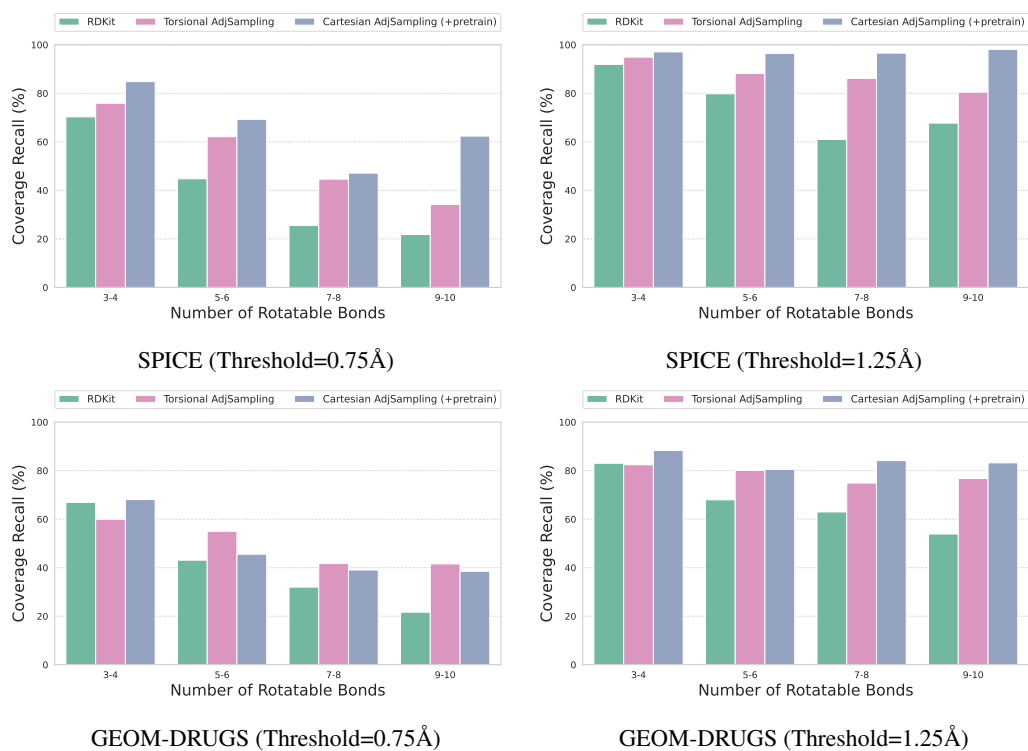 RDKit Torsional AdjSampling Cartesian AdjSampling (+pretrain)
100
80
60
40
20
0
Coverage Recall (%)
3-4 5-6 7-8 9-10
Number of Rotatable Bonds
SPICE (Threshold=0.75Å)
RDKit Torsional AdjSampling Cartesian AdjSampling (+pretrain)
100
80
60
40
20
0
Coverage Recall (%)
3-4 5-6 7-8 9-10
Number of Rotatable Bonds
SPICE (Threshold=1.25Å)
RDKit Torsional AdjSampling Cartesian AdjSampling (+pretrain)
100
80
60
40
20
0
Coverage Recall (%)
3-4 5-6 7-8 9-10
Number of Rotatable Bonds
GEOM-DRUGS (Threshold=0.75Å)
RDKit Torsional AdjSampling Cartesian AdjSampling (+pretrain)
100
80
60
40
20
0
Coverage Recall (%)
3-4 5-6 7-8 9-10
Number of Rotatable Bonds
GEOM-DRUGS (Threshold=1.25Å)